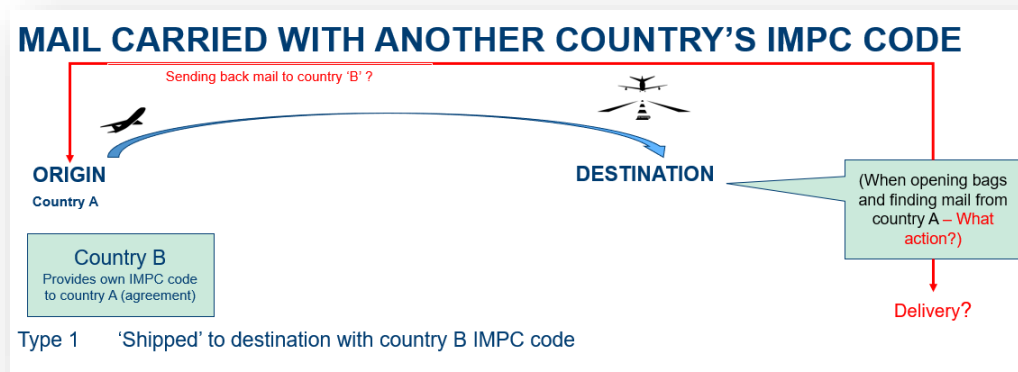 MAIL CARRIED WITH ANOTHER COUNTRY’S IMPC CODE
Sending back mail to country ‘B’ ?
ORIGIN
Country A
DESTINATION
(When opening bags
and finding mail from
country A – What
action?)
Country B
Provides own IMPC code
to country A (agreement)
Delivery?
Type 1 ‘Shipped’ to destination with country B IMPC code